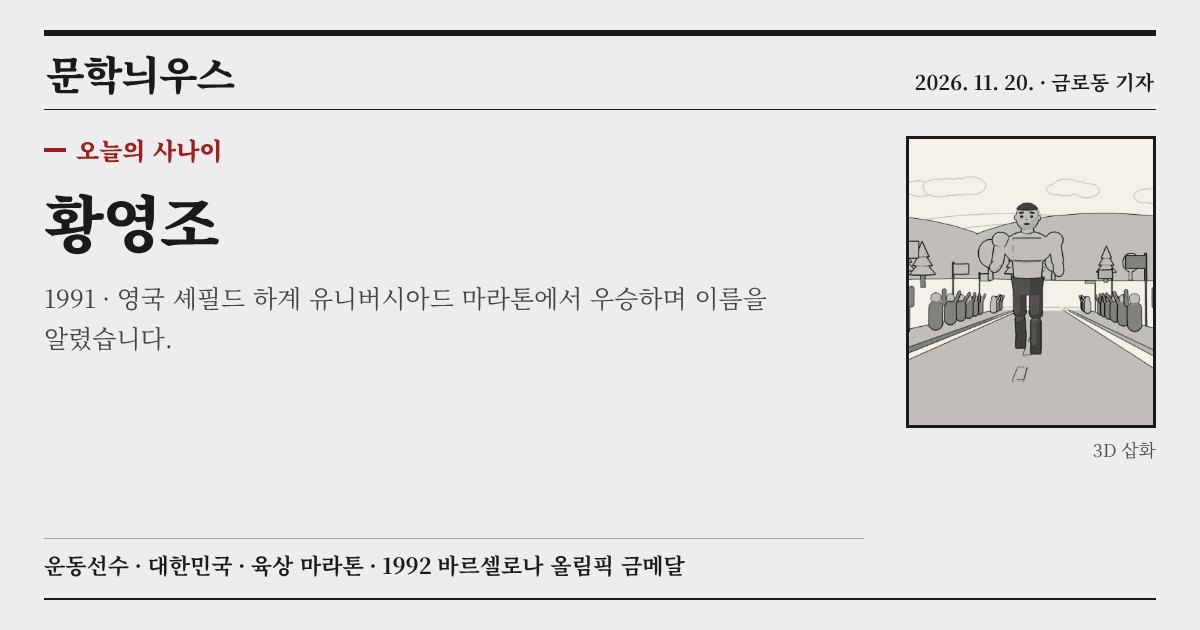 문학늬우스
2026. 11. 20. · 금로동 기자
오늘의 사나이
황영조
1991 · 영국 셰필드 하계 유니버시아드 마라톤에서 우승하며 이름을
알렸습니다.
3D 삽화
운동선수 · 대한민국 · 육상 마라톤 · 1992 바르셀로나 올림픽 금메달